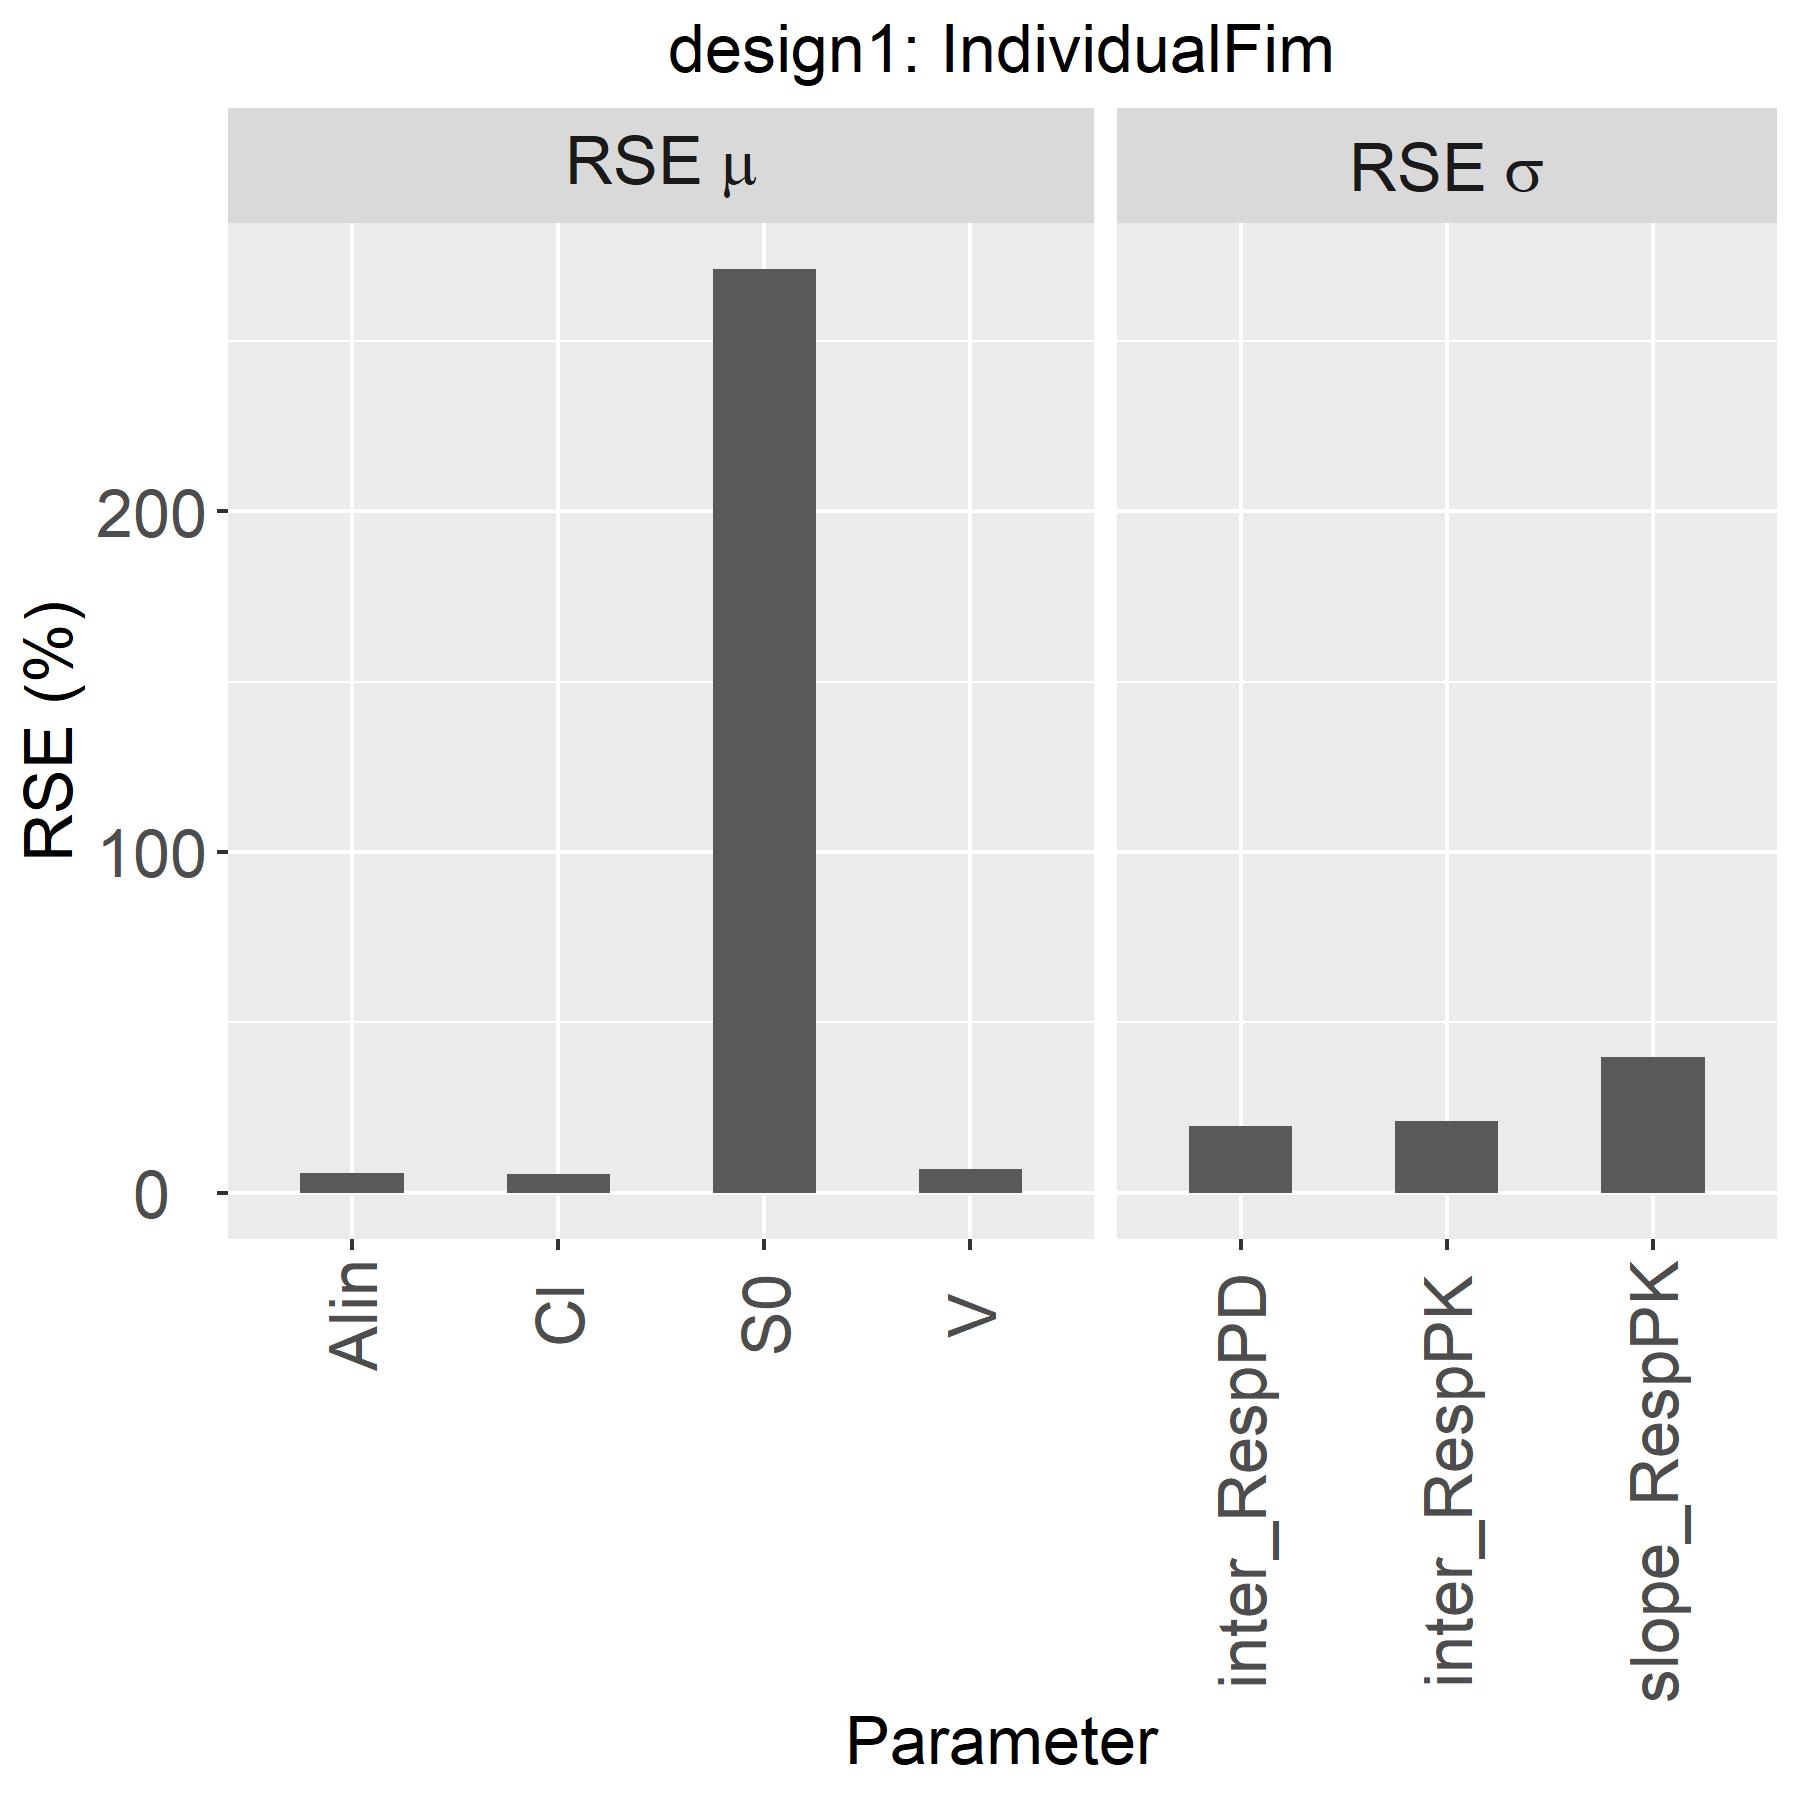 design1: IndividualFim
RSE μ
RSE σ
RSE (%)
200
100
0
Alin
Cl
S0
V
inter_RespPD
inter_RespPK
slope_RespPK
Parameter